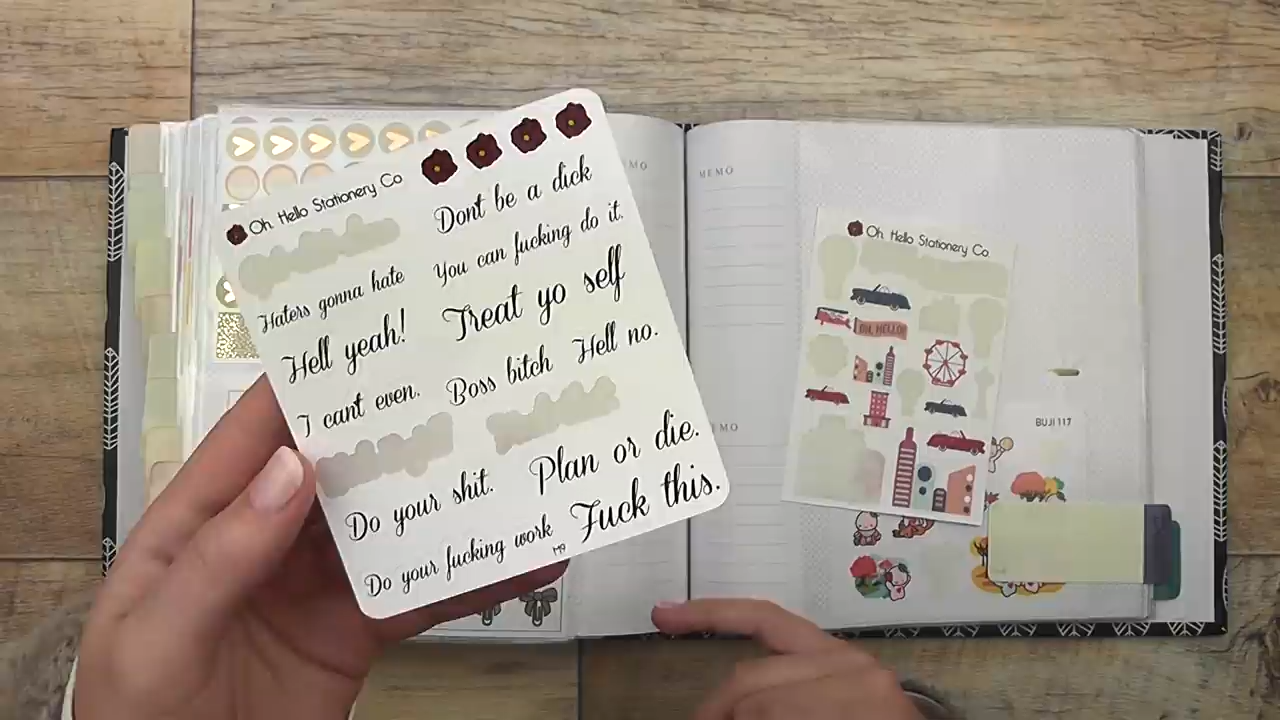 Oh, Hello Stationery Co.
Dont be a dick
Haters gonna hate
You can fucking do it.
Hell yeah!
Treat yo self
I cant even.
Boss bitch
Hell no.
Do your shit.
Plan or die.
Do your fucking work
Fuck this.
M9
MEMO
Oh, Hello Stationery Co.
OH, HELLO!
EMO
BUJI 117